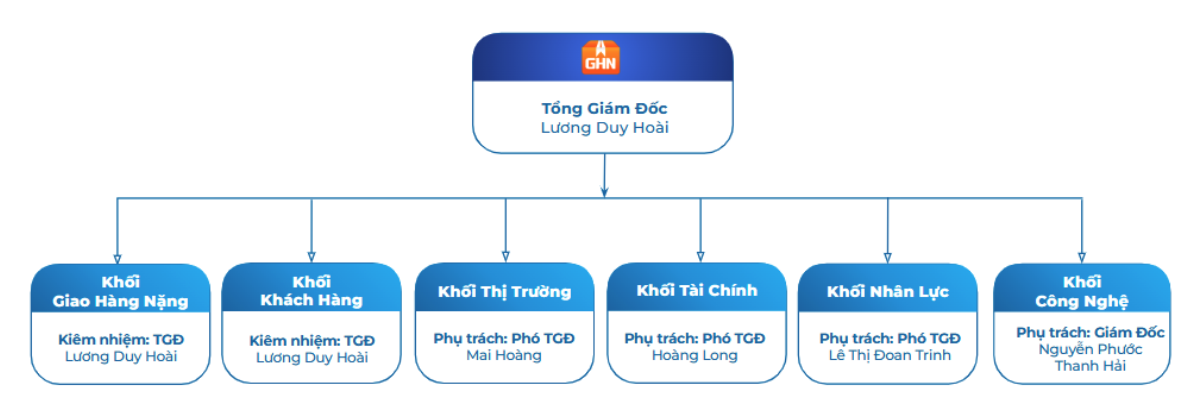 GHN
Tổng Giám Đốc
Lương Duy Hoài
Khối
Giao Hàng Nặng
Kiêm nhiệm: TGĐ
Lương Duy Hoài
Khối
Khách Hàng
Kiêm nhiệm: TGĐ
Lương Duy Hoài
Khối Thị Trường
Phụ trách: Phó TGĐ
Mai Hoàng
Khối Tài Chính
Phụ trách: Phó TGĐ
Hoàng Long
Khối Nhân Lực
Phụ trách: Phó TGĐ
Lê Thị Đoan Trinh
Khối
Công Nghệ
Phụ trách: Giám Đốc
Nguyễn Phước
Thanh Hải